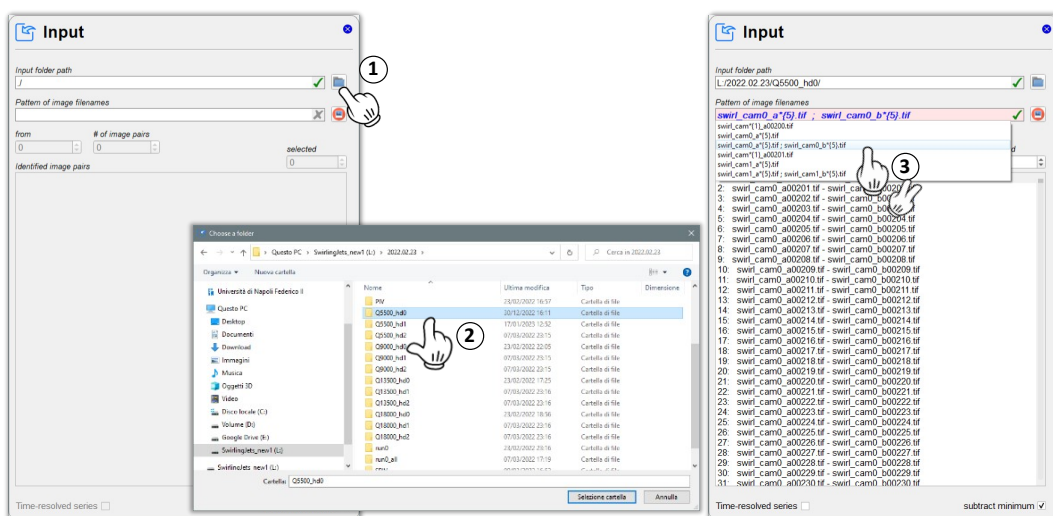 Input
Input folder path
./
Pattern of image filenames
from
# of image pairs
0
0
selected
0
Identified image pairs
Time-resolved series
1
Choose a folder
Questo PC > SwirlingJets_new1 (L:) > 2022.02.23 >
Cerca in 2022.02.23
Organizza
Nuova cartella
Università di Napoli Federico II
Questo PC
Desktop
Documenti
Download
Immagini
Musica
Oggetti 3D
Video
Disco locale (C:)
Volume (D:)
Google Drive (E:)
SwirlingJets_new1 (L:)
SwirlingJets_new1 (L:)
Nome Ultima modifica Tipo Dimensione
PIV 23/02/2022 16:57 Cartella di file
Q5500_hd0 30/12/2022 16:11 Cartella di file
Q5500_hd1 17/01/2023 12:52 Cartella di file
Q5500_hd2 07/03/2022 23:15 Cartella di file
Q9000_hd0 23/02/2022 22:05 Cartella di file
Q9000_hd1 07/03/2022 23:15 Cartella di file
Q9000_hd2 07/03/2022 23:15 Cartella di file
Q13500_hd0 23/02/2022 17:25 Cartella di file
Q13500_hd1 07/03/2022 23:16 Cartella di file
Q13500_hd2 07/03/2022 23:16 Cartella di file
Q18000_hd0 23/02/2022 18:56 Cartella di file
Q18000_hd1 07/03/2022 23:16 Cartella di file
Q18000_hd2 07/03/2022 23:16 Cartella di file
run0 23/02/2022 23:16 Cartella di file
run0_all 07/03/2022 17:19 Cartella di file
2
Cartella: Q5500_hd0
Selezione cartella
Annulla
Input
Input folder path
L:/2022.02.23/Q5500_hd0/
Pattern of image filenames
swirl_cam0_a*{5}.tif ; swirl_cam0_b*{5}.tif
swirl_cam*{1}_a00200.tif
swirl_cam0_a*{5}.tif
swirl_cam0_a*{5}.tif ; swirl_cam0_b*{5}.tif
swirl_cam*{1}_a00201.tif
swirl_cam1_a*{5}.tif
swirl_cam1_a*{5}.tif ; swirl_cam1_b*{5}.tif
3
2: swirl_cam0_a00201.tif - swirl_cam0_b00201.tif
3: swirl_cam0_a00202.tif - swirl_cam0_b00202.tif
4: swirl_cam0_a00203.tif - swirl_cam0_b00203.tif
5: swirl_cam0_a00204.tif - swirl_cam0_b00204.tif
6: swirl_cam0_a00205.tif - swirl_cam0_b00205.tif
7: swirl_cam0_a00206.tif - swirl_cam0_b00206.tif
8: swirl_cam0_a00207.tif - swirl_cam0_b00207.tif
9: swirl_cam0_a00208.tif - swirl_cam0_b00208.tif
10: swirl_cam0_a00209.tif - swirl_cam0_b00209.tif
11: swirl_cam0_a00210.tif - swirl_cam0_b00210.tif
12: swirl_cam0_a00211.tif - swirl_cam0_b00211.tif
13: swirl_cam0_a00212.tif - swirl_cam0_b00212.tif
14: swirl_cam0_a00213.tif - swirl_cam0_b00213.tif
15: swirl_cam0_a00214.tif - swirl_cam0_b00214.tif
16: swirl_cam0_a00215.tif - swirl_cam0_b00215.tif
17: swirl_cam0_a00216.tif - swirl_cam0_b00216.tif
18: swirl_cam0_a00217.tif - swirl_cam0_b00217.tif
19: swirl_cam0_a00218.tif - swirl_cam0_b00218.tif
20: swirl_cam0_a00219.tif - swirl_cam0_b00219.tif
21: swirl_cam0_a00220.tif - swirl_cam0_b00220.tif
22: swirl_cam0_a00221.tif - swirl_cam0_b00221.tif
23: swirl_cam0_a00222.tif - swirl_cam0_b00222.tif
24: swirl_cam0_a00223.tif - swirl_cam0_b00223.tif
25: swirl_cam0_a00224.tif - swirl_cam0_b00224.tif
26: swirl_cam0_a00225.tif - swirl_cam0_b00225.tif
27: swirl_cam0_a00226.tif - swirl_cam0_b00226.tif
28: swirl_cam0_a00227.tif - swirl_cam0_b00227.tif
29: swirl_cam0_a00228.tif - swirl_cam0_b00228.tif
30: swirl_cam0_a00229.tif - swirl_cam0_b00229.tif
31: swirl_cam0_a00230.tif - swirl_cam0_b00230.tif
Time-resolved series
subtract minimum